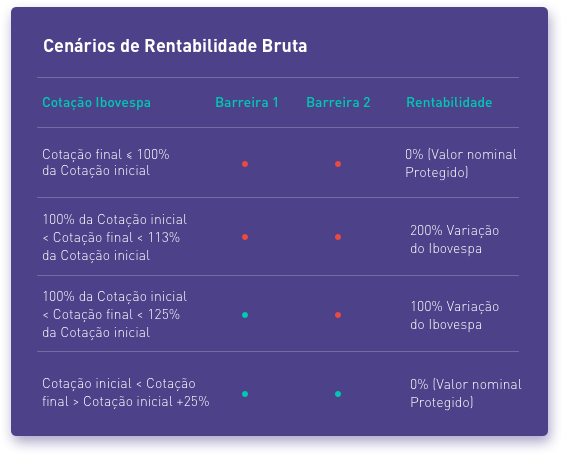 Cenários de Rentabilidade Bruta
Cotação Ibovespa Barreira 1 Barreira 2 Rentabilidade
Cotação final ≤ 100%
da Cotação inicial
0% (Valor nominal
Protegido)
100% da Cotação inicial
< Cotação final < 113%
da Cotação inicial
200% Variação
do Ibovespa
100% da Cotação inicial
< Cotação final < 125%
da Cotação inicial
100% Variação
do Ibovespa
Cotação inicial < Cotação
final > Cotação inicial +25%
0% (Valor nominal
Protegido)